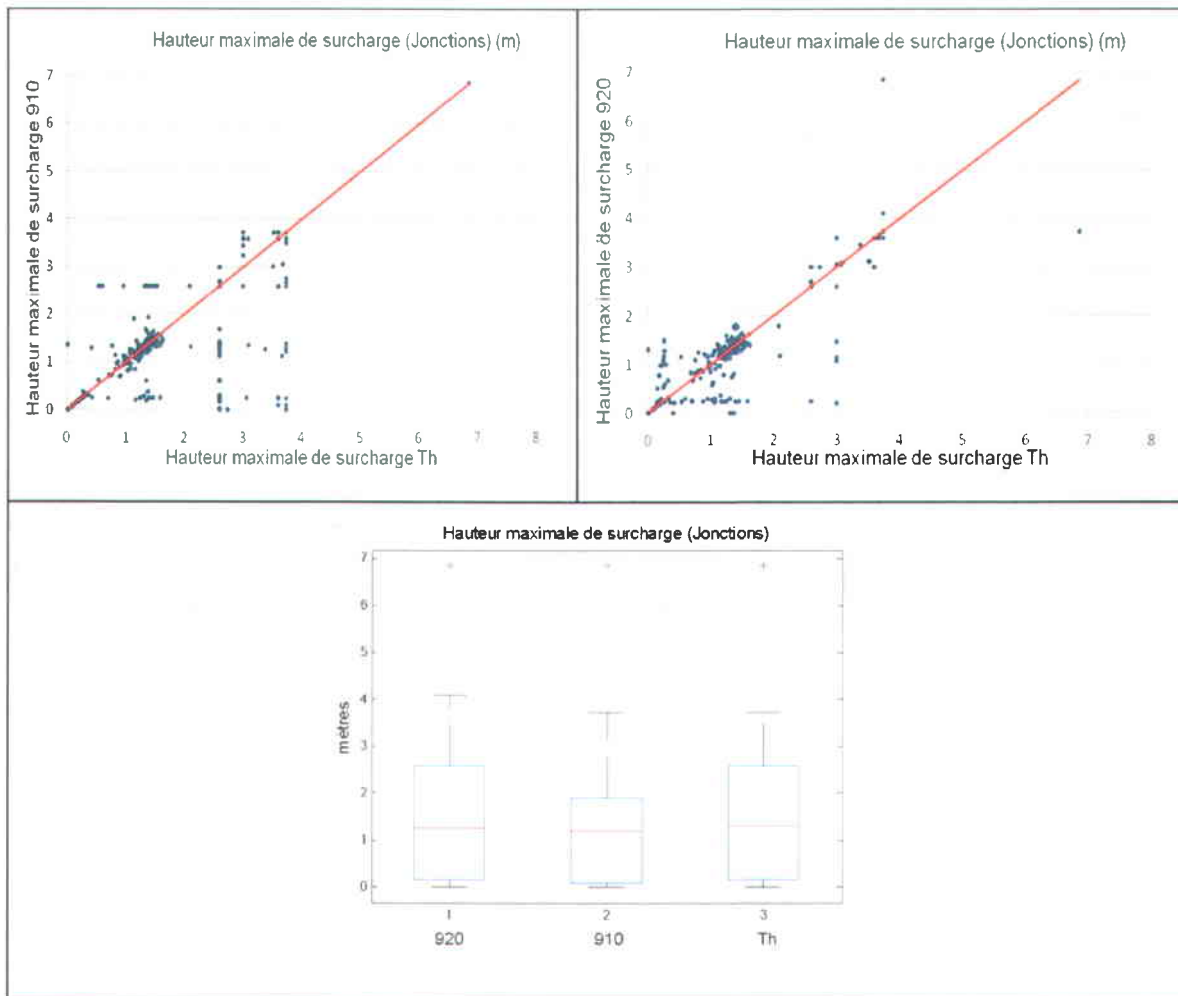 Hauteur maximale de surcharge (Jonctions) (m)
Hauteur maximale de surcharge 910
7
6
5
4
3
2
1
0
0 1 2 3 4 5 6 7 8
Hauteur maximale de surcharge Th
Hauteur maximale de surcharge (Jonctions) (m)
Hauteur maximale de surcharge 920
7
6
5
4
3
2
1
0
0 1 2 3 4 5 6 7 8
Hauteur maximale de surcharge Th
Hauteur maximale de surcharge (Jonctions)
mètres
7
6
5
4
3
2
1
0
1 2 3
920 910 Th